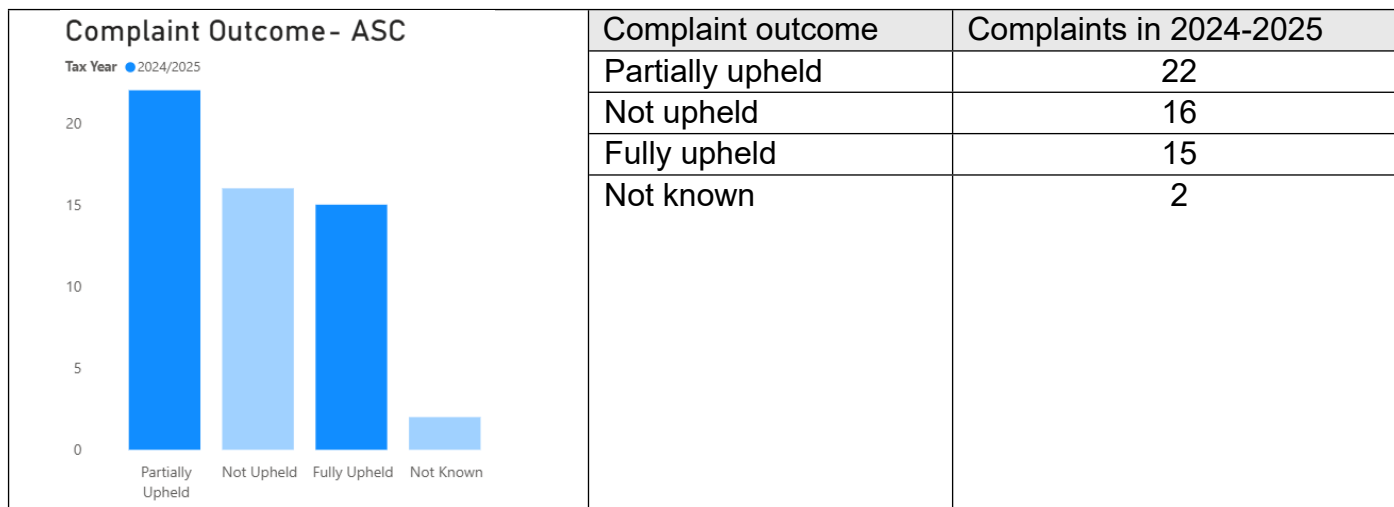 Complaint Outcome- ASC
Tax Year 2024/2025
20
15
10
5
0
Partially
Upheld
Not Upheld
Fully Upheld
Not Known
Complaint outcome
Complaints in 2024-2025
Partially upheld
22
Not upheld
16
Fully upheld
15
Not known
2